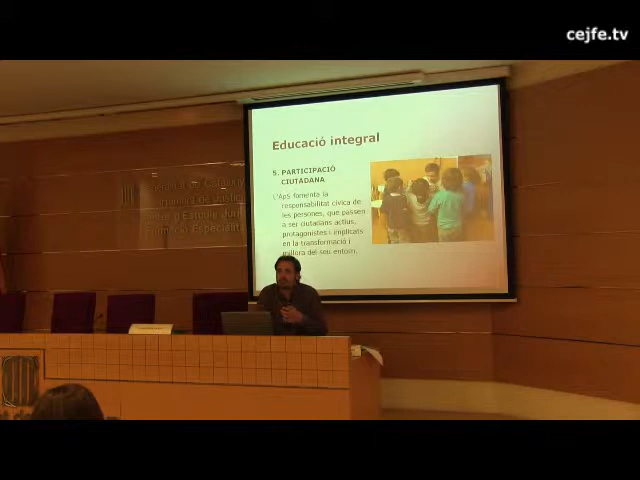 cejfe.tv
Educació integral
5. PARTICIPACIÓ
CIUTADANA
L'ApS fomenta la
responsabilitat cívica de
les persones, que passen
a ser ciutadans actius,
protagonistes i implicats
en la transformació i
millora del seu entorn.